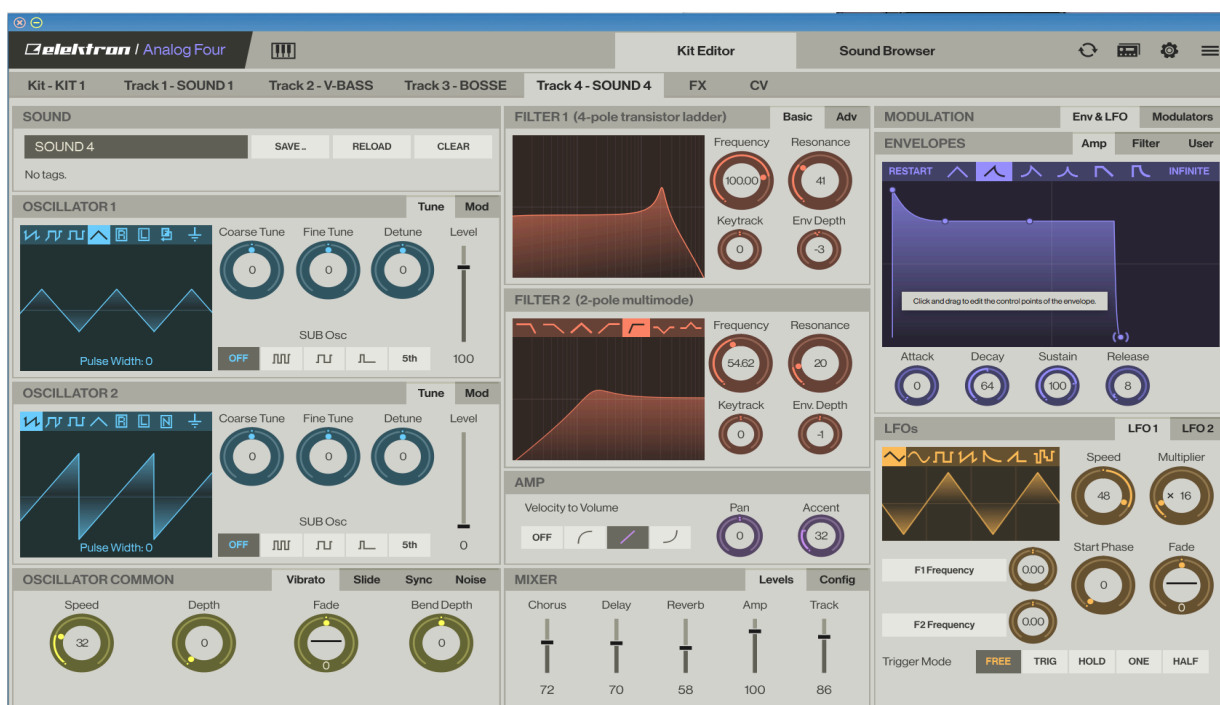 elektron / Analog Four
Kit Editor
Sound Browser
Kit - KIT 1
Track 1 - SOUND 1
Track 2 - V-BASS
Track 3 - BOSSE
Track 4 - SOUND 4
FX
CV
SOUND
SOUND 4
SAVE..
RELOAD
CLEAR
No tags.
OSCILLATOR 1
Tune
Mod
R L
Coarse Tune
Fine Tune
Detune
Level
0
0
0
SUB Osc
Pulse Width: 0
OFF
5th
100
OSCILLATOR 2
Tune
Mod
R L N
Coarse Tune
Fine Tune
Detune
Level
0
0
0
SUB Osc
Pulse Width: 0
OFF
5th
0
OSCILLATOR COMMON
Vibrato
Slide
Sync
Noise
Speed
Depth
Fade
Bend Depth
32
0
0
0
FILTER 1 (4-pole transistor ladder)
Basic
Adv
Frequency
Resonance
100.00
41
Keytrack
Env Depth
0
-3
FILTER 2 (2-pole multimode)
Frequency
Resonance
54.62
20
Keytrack
Env. Depth
0
-1
AMP
Velocity to Volume
Pan
Accent
OFF
0
32
MIXER
Levels
Config
Chorus
Delay
Reverb
Amp
Track
72
70
58
100
86
MODULATION
Env & LFO
Modulators
ENVELOPES
Amp
Filter
User
RESTART
INFINITE
Click and drag to edit the control points of the envelope.
Attack
Decay
Sustain
Release
0
64
100
8
LFOs
LFO 1
LFO 2
Speed
Multiplier
48
× 16
Start Phase
Fade
F1 Frequency
0.00
0
0
F2 Frequency
0.00
Trigger Mode
FREE
TRIG
HOLD
ONE
HALF